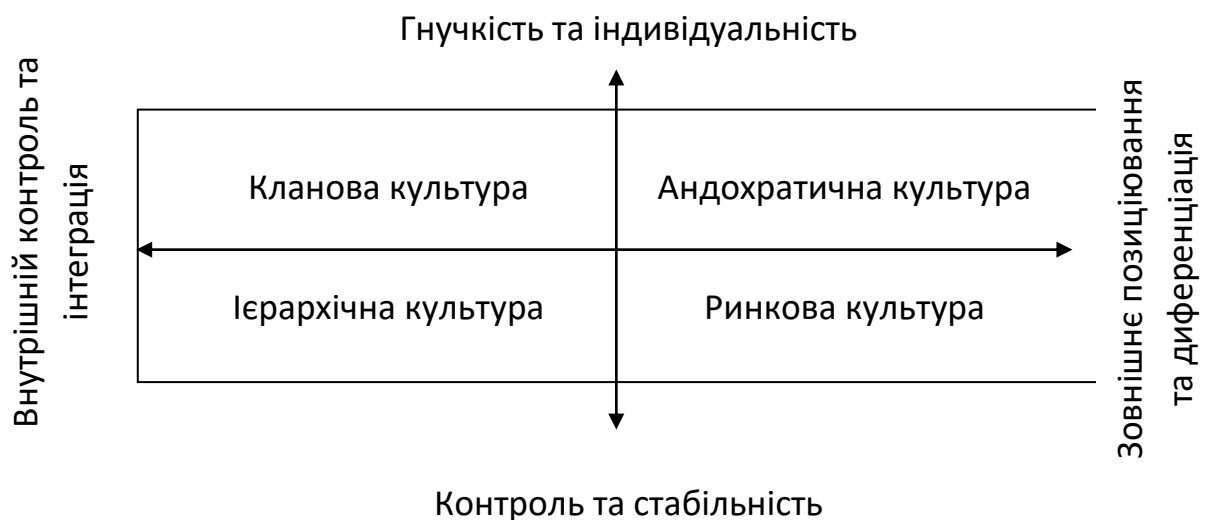 Гнучкість та індивідуальність
Внутрішній контроль та
інтеграція
Кланова культура
Андохратична культура
Ієрархічна культура
Ринкова культура
Зовнішнє позиціювання
та диференціація
Контроль та стабільність